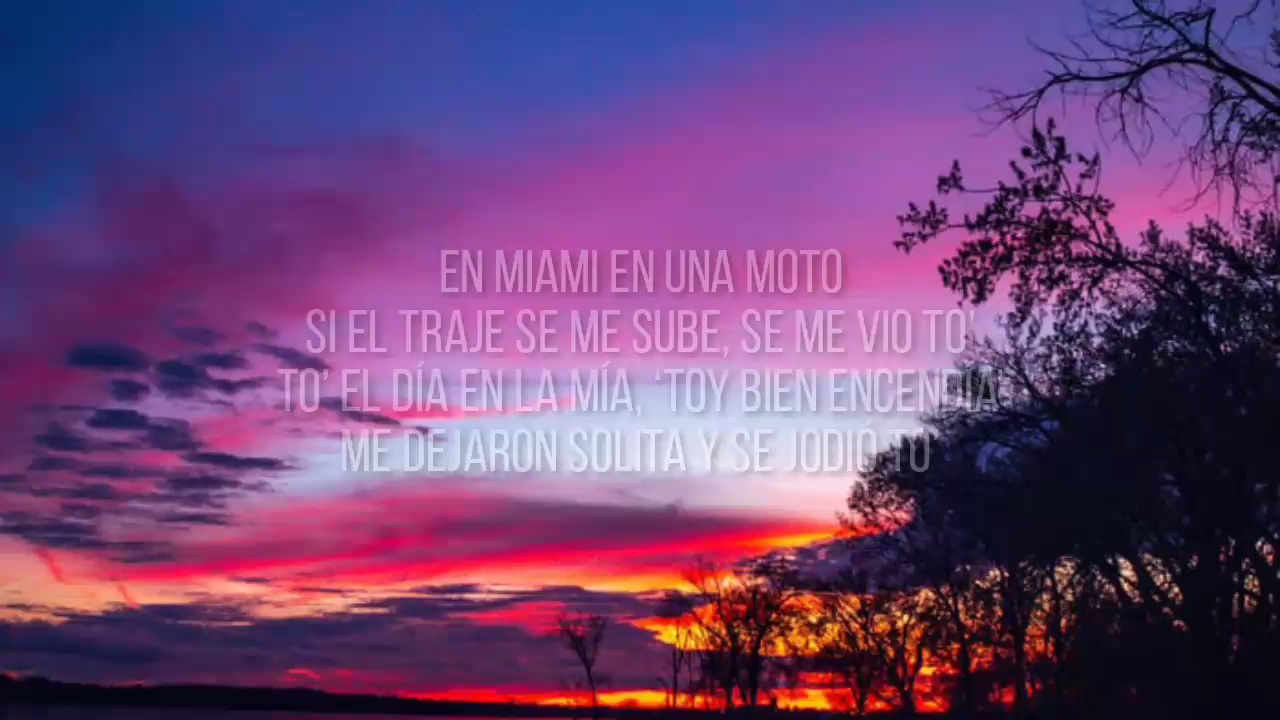 EN MIAMI EN UNA MOTO
SI EL TRAJE SE ME SUBE, SE ME VIO TO'
TO' EL DÍA EN LA MÍA, ‘TOY BIEN ENCENDIA
ME DEJARON SOLITA Y SE JODIÓ TO